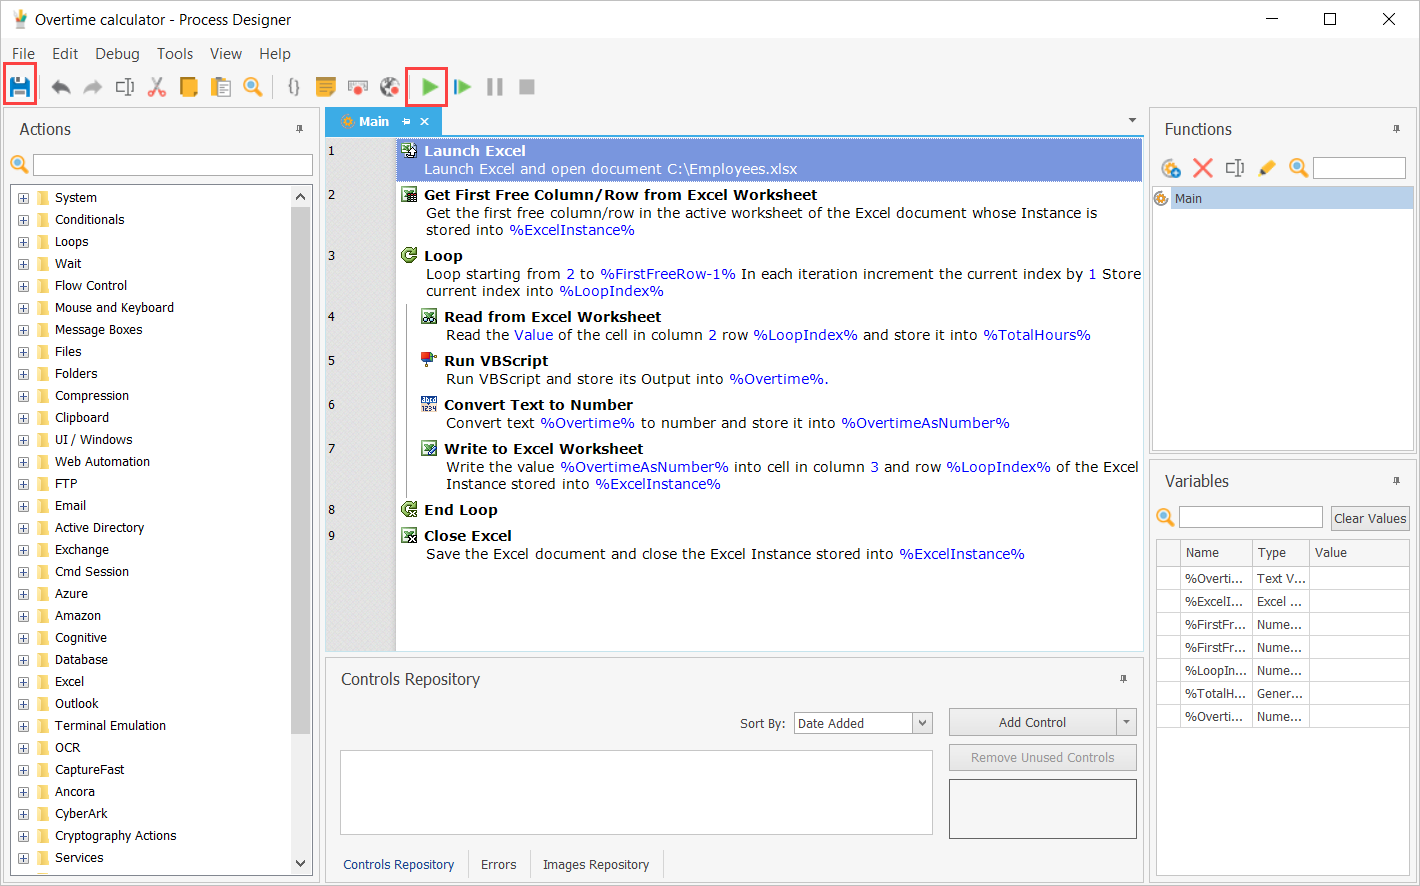 Overtime calculator - Process Designer
File Edit Debug Tools View Help
Actions
System
Conditionals
Loops
Wait
Flow Control
Mouse and Keyboard
Message Boxes
Files
Folders
Compression
Clipboard
UI / Windows
Web Automation
FTP
Email
Active Directory
Exchange
Cmd Session
Azure
Amazon
Cognitive
Database
Excel
Outlook
Terminal Emulation
OCR
CaptureFast
Ancora
CyberArk
Cryptography Actions
Services
Main
1 Launch Excel
Launch Excel and open document C:\Employees.xlsx
2 Get First Free Column/Row from Excel Worksheet
Get the first free column/row in the active worksheet of the Excel document whose Instance is
stored into %ExcelInstance%
3 Loop
Loop starting from 2 to %FirstFreeRow-1% In each iteration increment the current index by 1 Store
current index into %LoopIndex%
4 Read from Excel Worksheet
Read the Value of the cell in column 2 row %LoopIndex% and store it into %TotalHours%
5 Run VBScript
Run VBScript and store its Output into %Overtime%.
6 Convert Text to Number
Convert text %Overtime% to number and store it into %OvertimeAsNumber%
7 Write to Excel Worksheet
Write the value %OvertimeAsNumber% into cell in column 3 and row %LoopIndex% of the Excel
Instance stored into %ExcelInstance%
8 End Loop
9 Close Excel
Save the Excel document and close the Excel Instance stored into %ExcelInstance%
Controls Repository
Sort By: Date Added
Add Control
Remove Unused Controls
Controls Repository Errors Images Repository
Functions
Main
Variables
Clear Values
Name Type Value
%Overti... Text V...
%ExcelI... Excel ...
%FirstFr... Nume...
%FirstFr... Nume...
%LoopIn... Nume...
%TotalH... Gener...
%Overti... Nume...